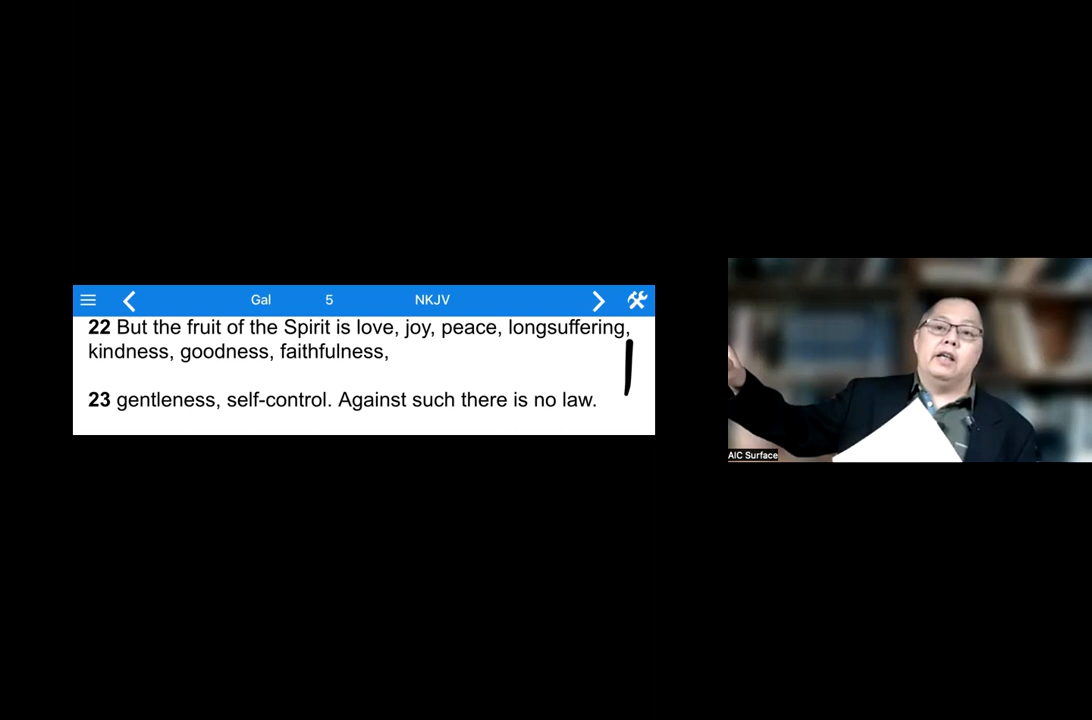 Gal 5 NKJV
22 But the fruit of the Spirit is love, joy, peace, longsuffering,
kindness, goodness, faithfulness,
23 gentleness, self-control. Against such there is no law.
AIC Surface